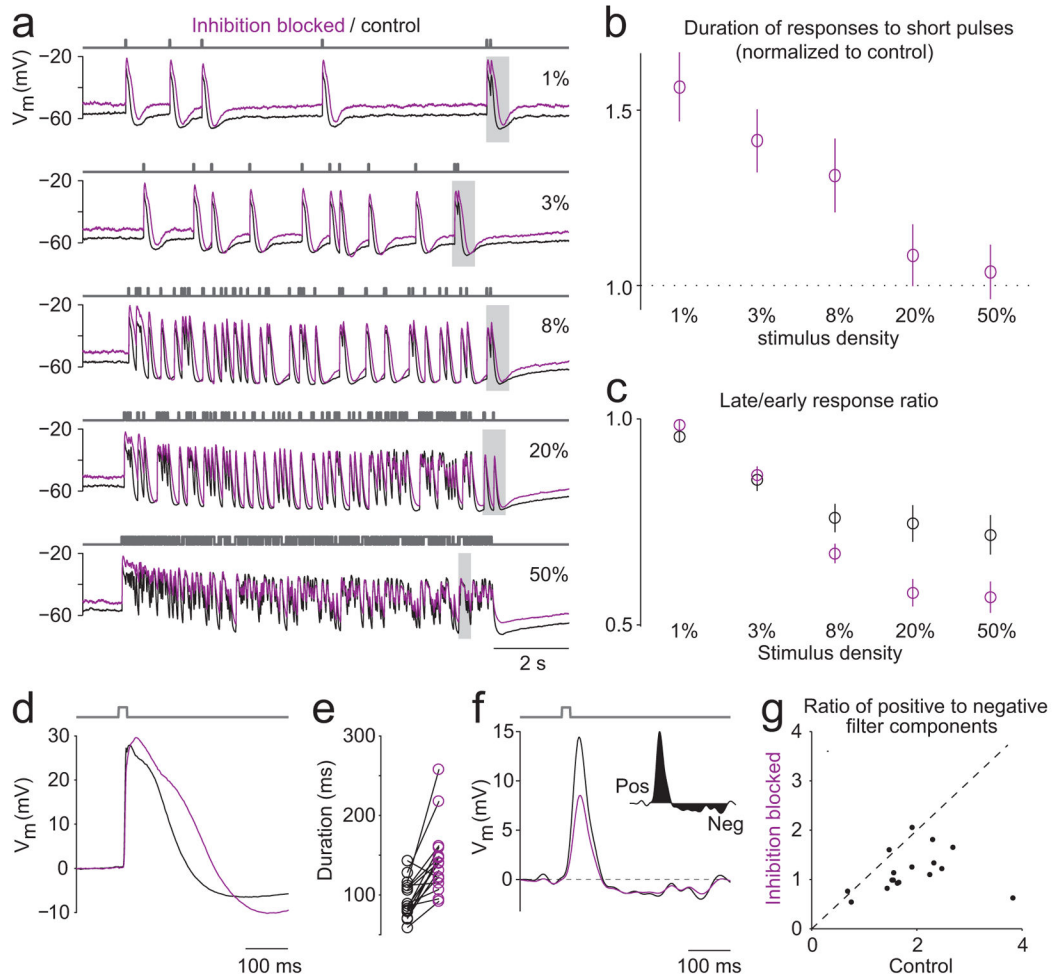 a
Inhibition blocked / control
Vm(mV)
−20
−60
1%
−20
−60
3%
−20
−60
8%
−20
−60
20%
−20
−60
50%
2 s
b
Duration of responses to short pulses
(normalized to control)
1.5
1.0
1% 3% 8% 20% 50%
stimulus density
c
Late/early response ratio
1.0
0.5
1% 3% 8% 20% 50%
Stimulus density
d
Vm (mV)
30
20
10
0
−10
100 ms
e
Duration (ms)
300
200
100
f
Vm (mV)
15
10
5
0
Pos
Neg
100 ms
g
Ratio of positive to negative
filter components
Inhibition blocked
4
3
2
1
0
0 2 4
Control